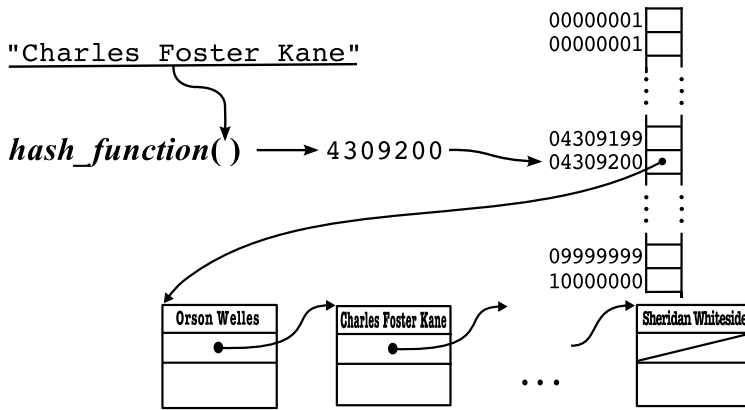 00000001
00000001
"Charles Foster Kane"
hash_function()
4309200
04309199
04309200
09999999
10000000
Orson Welles
Charles Foster Kane
...
Sheridan Whiteside